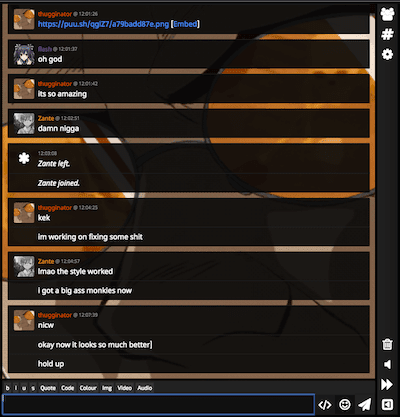 thugginator @ 12:01:26
https://puu.sh/qgIZ7/a79badd87e.png [Embed]
flash @ 12:01:37
oh god
thugginator @ 12:01:42
its so amazing
Zante @ 12:02:51
damn nigga
12:03:08
Zante left.
Zante joined.
thugginator @ 12:04:23
kek
im working on fixing some shit
Zante @ 12:04:57
lmao the style worked
i got a big ass monkies now
thugginator @ 12:07:39
nicw
okay now it looks so much better]
hold up
b i u s Quote Code Colour Img Video Audio